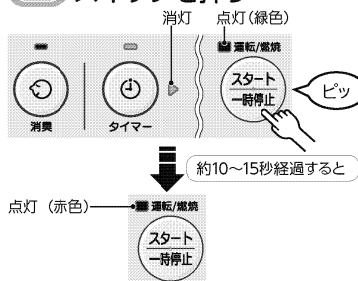 スイッチを押す
消灯 点灯(緑色)
運転/燃焼
スタート
一時停止
ピッ
消臭 タイマー
約10〜15秒経過すると
点灯（赤色） 運転/燃焼
スタート
一時停止